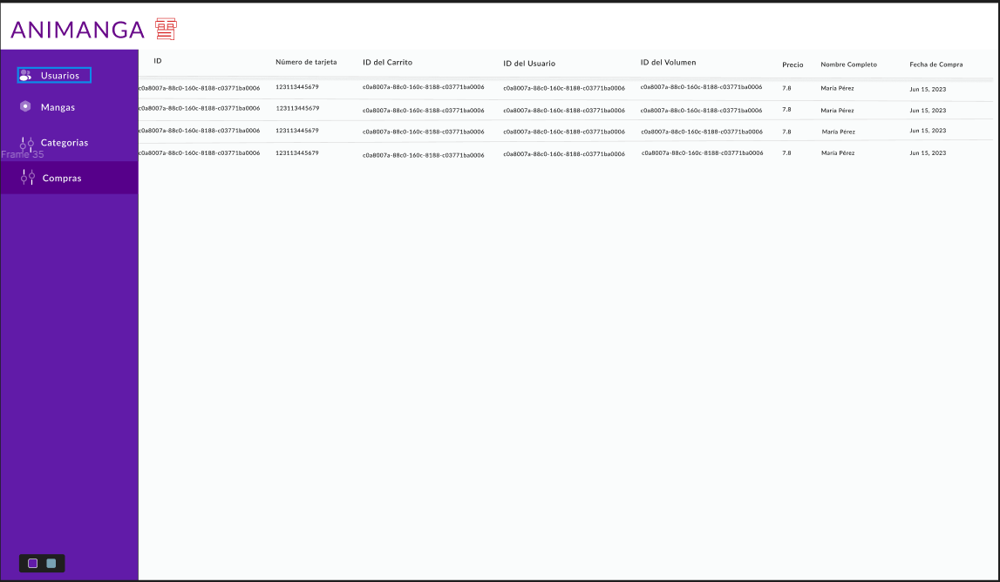 ANIMANGA
Usuarios
Mangas
Categorias
Frame 35
Compras
ID Número de tarjeta ID del Carrito ID del Usuario ID del Volumen Precio Nombre Completo Fecha de Compra
c0a8007a-88c0-160c-8188-c03771ba0006 123113445679 c0a8007a-88c0-160c-8188-c03771ba0006 c0a8007a-88c0-160c-8188-c03771ba0006 c0a8007a-88c0-160c-8188-c03771ba0006 7.8 María Pérez Jun 15, 2023
c0a8007a-88c0-160c-8188-c03771ba0006 123113445679 c0a8007a-88c0-160c-8188-c03771ba0006 c0a8007a-88c0-160c-8188-c03771ba0006 c0a8007a-88c0-160c-8188-c03771ba0006 7.8 María Pérez Jun 15, 2023
c0a8007a-88c0-160c-8188-c03771ba0006 123113445679 c0a8007a-88c0-160c-8188-c03771ba0006 c0a8007a-88c0-160c-8188-c03771ba0006 c0a8007a-88c0-160c-8188-c03771ba0006 7.8 María Pérez Jun 15, 2023
c0a8007a-88c0-160c-8188-c03771ba0006 123113445679 c0a8007a-88c0-160c-8188-c03771ba0006 c0a8007a-88c0-160c-8188-c03771ba0006 c0a8007a-88c0-160c-8188-c03771ba0006 7.8 María Pérez Jun 15, 2023